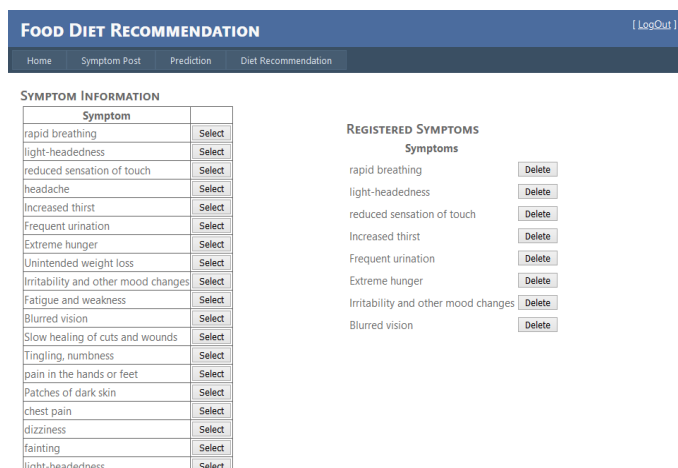 FOOD DIET RECOMMENDATION
[ LogOut ]
Home Symptom Post Prediction Diet Recommendation
SYMPTOM INFORMATION
Symptom
rapid breathing Select
light-headedness Select
reduced sensation of touch Select
headache Select
Increased thirst Select
Frequent urination Select
Extreme hunger Select
Unintended weight loss Select
Irritability and other mood changes Select
Fatigue and weakness Select
Blurred vision Select
Slow healing of cuts and wounds Select
Tingling, numbness Select
pain in the hands or feet Select
Patches of dark skin Select
chest pain Select
dizziness Select
fainting Select
light-headedness Select
REGISTERED SYMPTOMS
Symptoms
rapid breathing Delete
light-headedness Delete
reduced sensation of touch Delete
Increased thirst Delete
Frequent urination Delete
Extreme hunger Delete
Irritability and other mood changes Delete
Blurred vision Delete